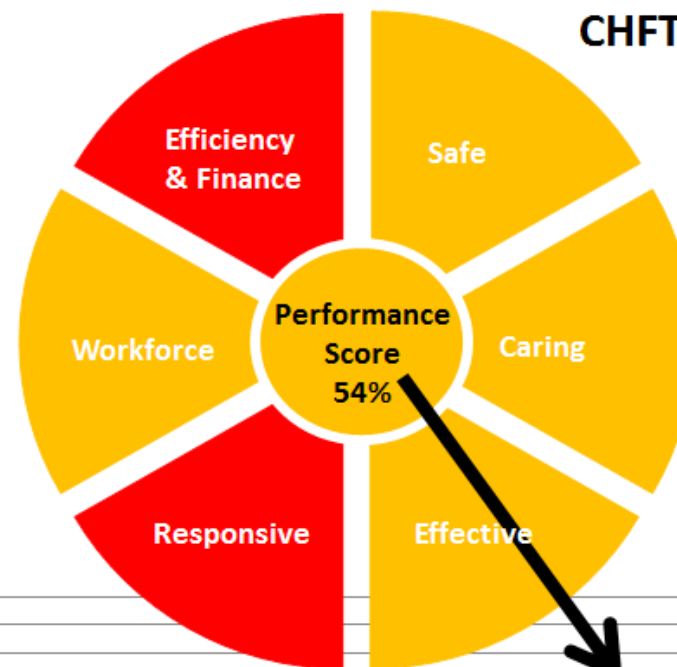 CHFT
Efficiency
& Finance
Safe
Performance
Score
54%
Workforce
Caring
Responsive
Effective